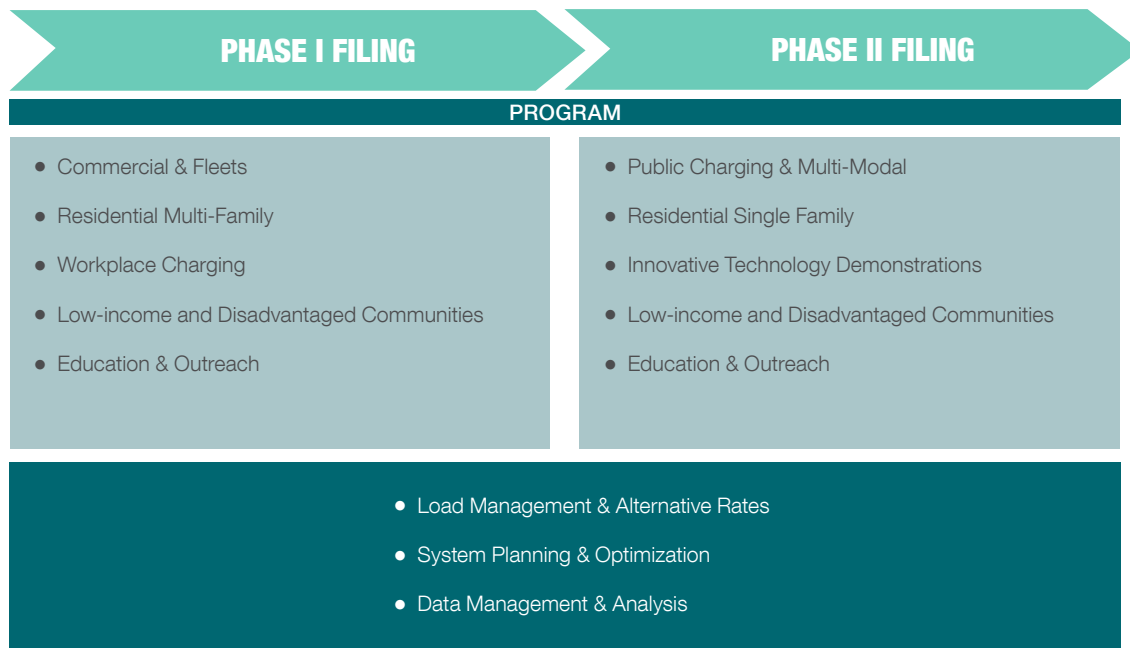 PHASE I FILING
PHASE II FILING
PROGRAM
• Commercial & Fleets
• Residential Multi-Family
• Workplace Charging
• Low-income and Disadvantaged Communities
• Education & Outreach
• Public Charging & Multi-Modal
• Residential Single Family
• Innovative Technology Demonstrations
• Low-income and Disadvantaged Communities
• Education & Outreach
• Load Management & Alternative Rates
• System Planning & Optimization
• Data Management & Analysis